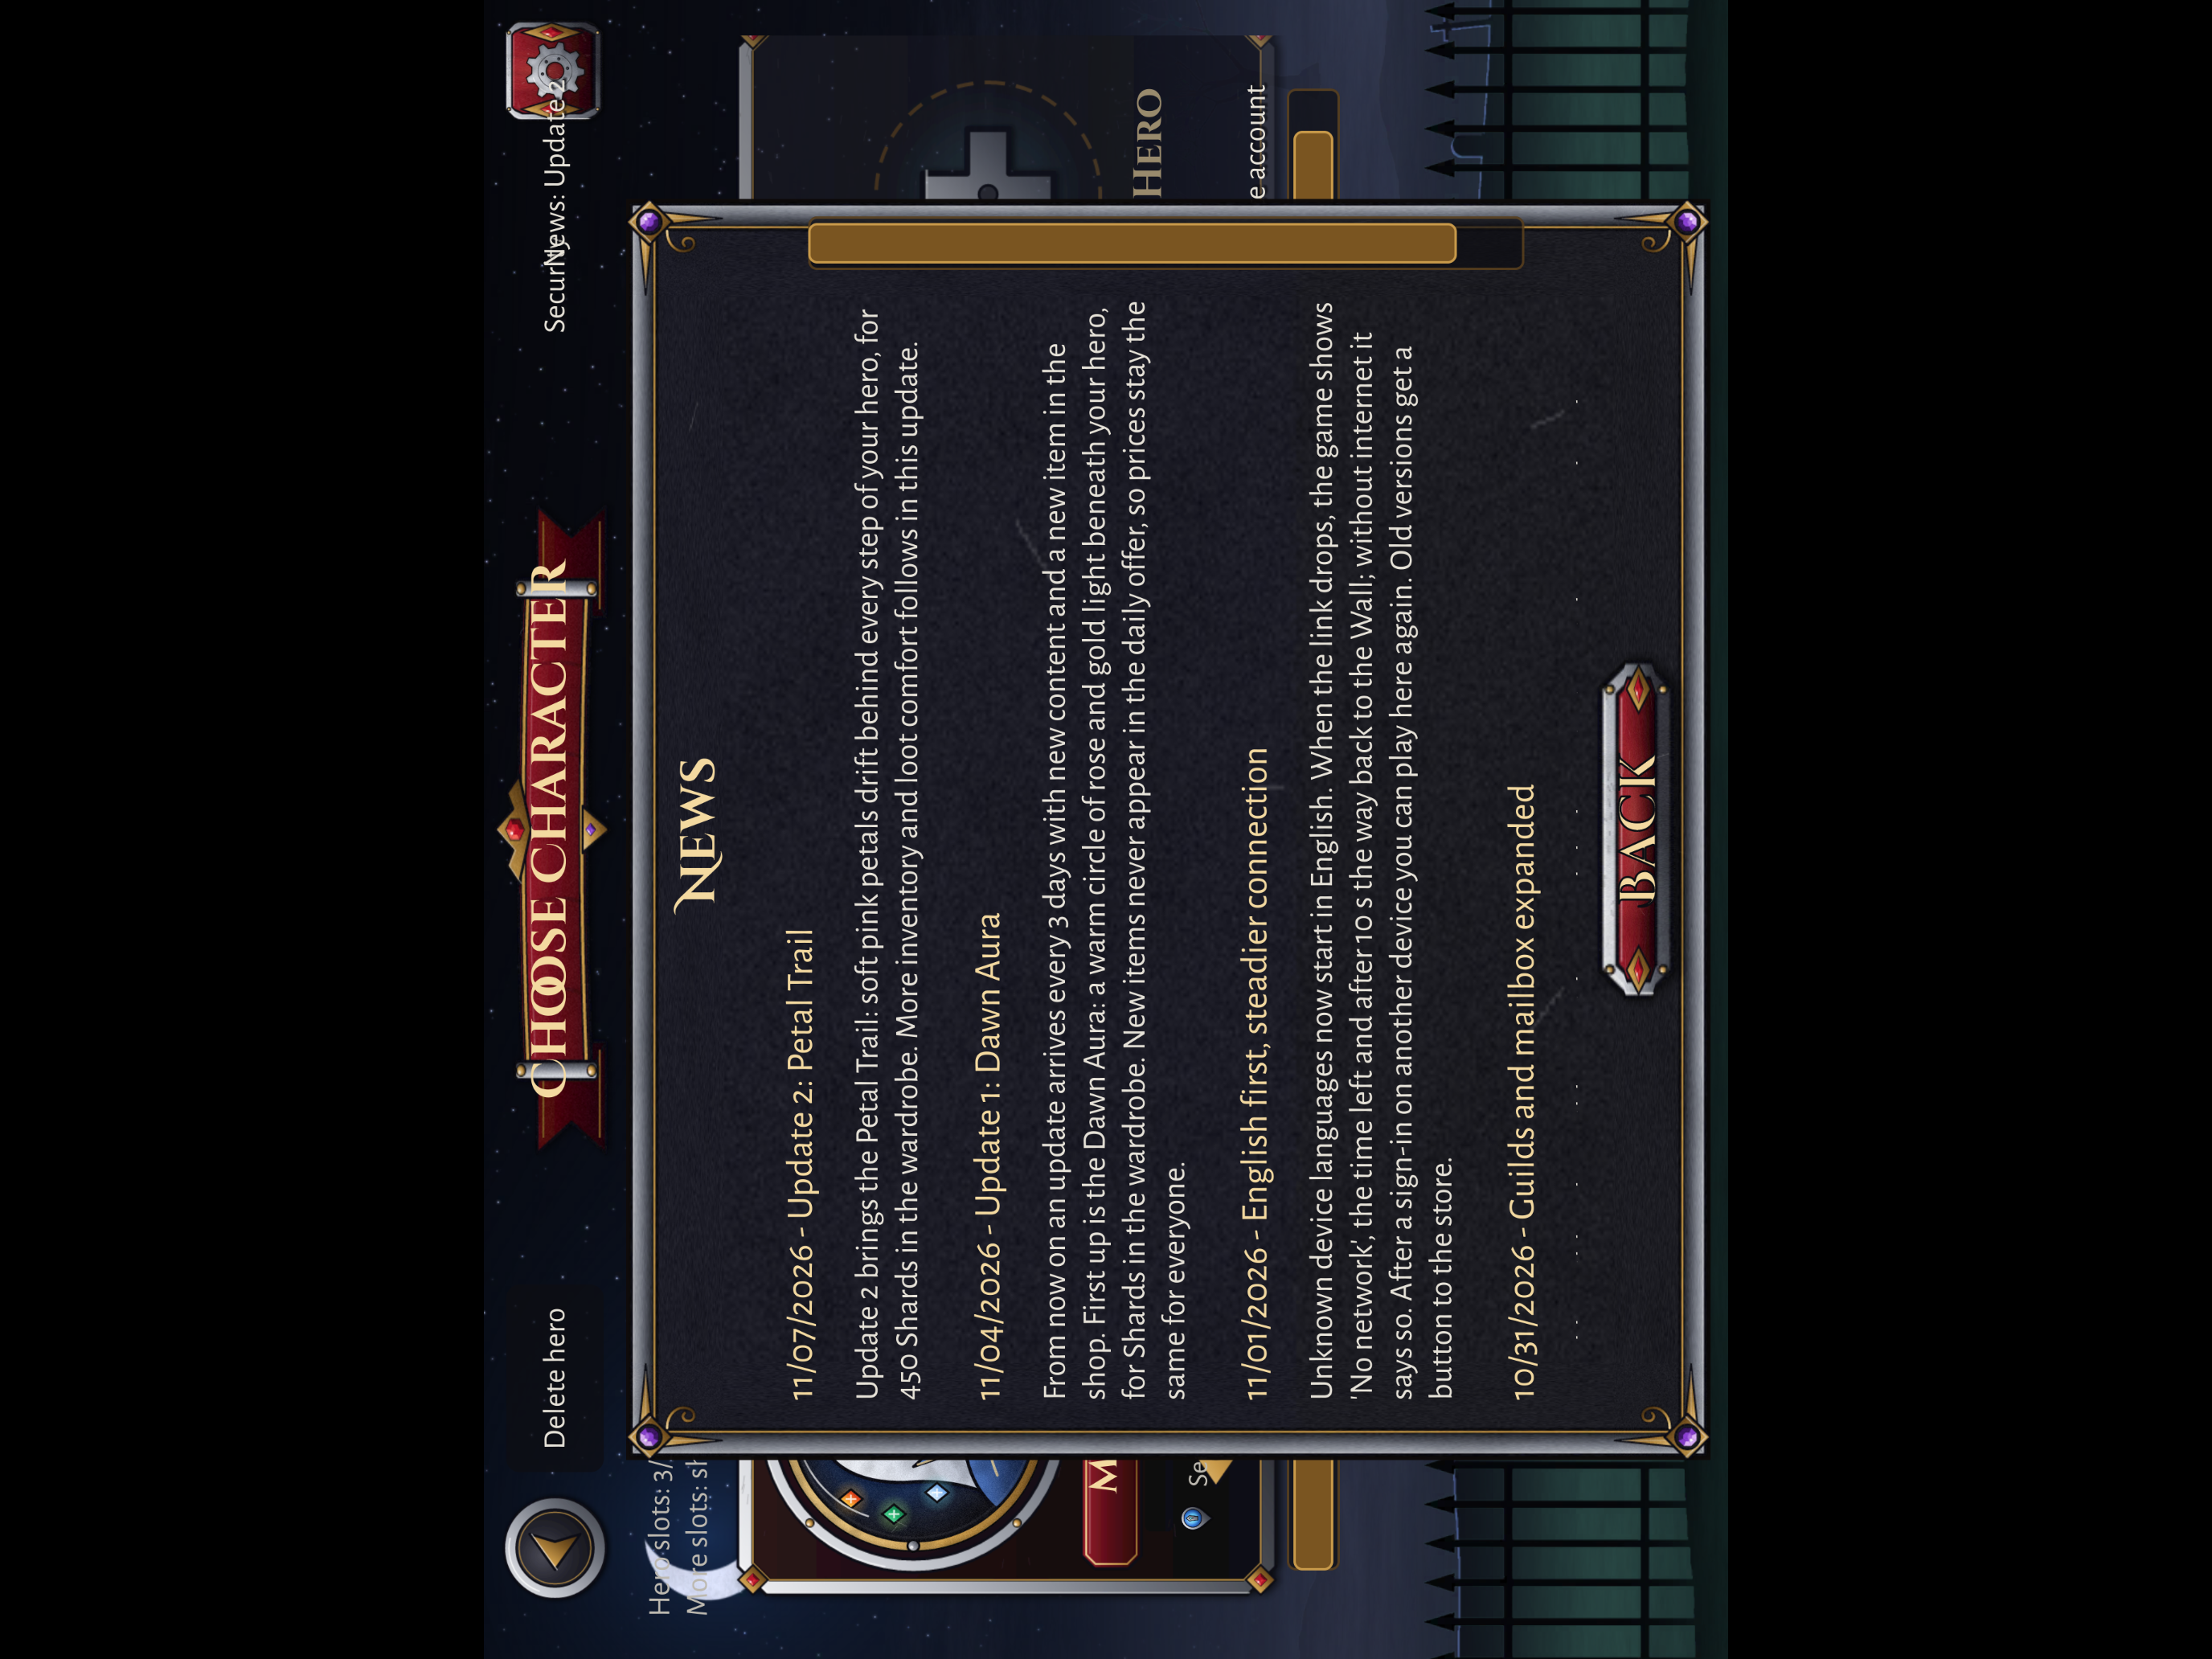 Delete hero
CHOOSE CHARACTER
News: Update 2
Hero slots: 3/
More slots:
NEWS
11/07/2026 - Update 2: Petal Trail
Update 2 brings the Petal Trail: soft pink petals drift behind every step of your hero, for
450 Shards in the wardrobe. More inventory and loot comfort follows in this update.
11/04/2026 - Update 1: Dawn Aura
From now on an update arrives every 3 days with new content and a new item in the
shop. First up is the Dawn Aura: a warm circle of rose and gold light beneath your hero,
for Shards in the wardrobe. New items never appear in the daily offer, so prices stay the
same for everyone.
11/01/2026 - English first, steadier connection
Unknown device languages now start in English. When the link drops, the game shows
'No network', the time left and after 10 s the way back to the Wall; without internet it
says so. After a sign-in on another device you can play here again. Old versions get a
button to the store.
10/31/2026 - Guilds and mailbox expanded
BACK
M
Se
HERO
e account